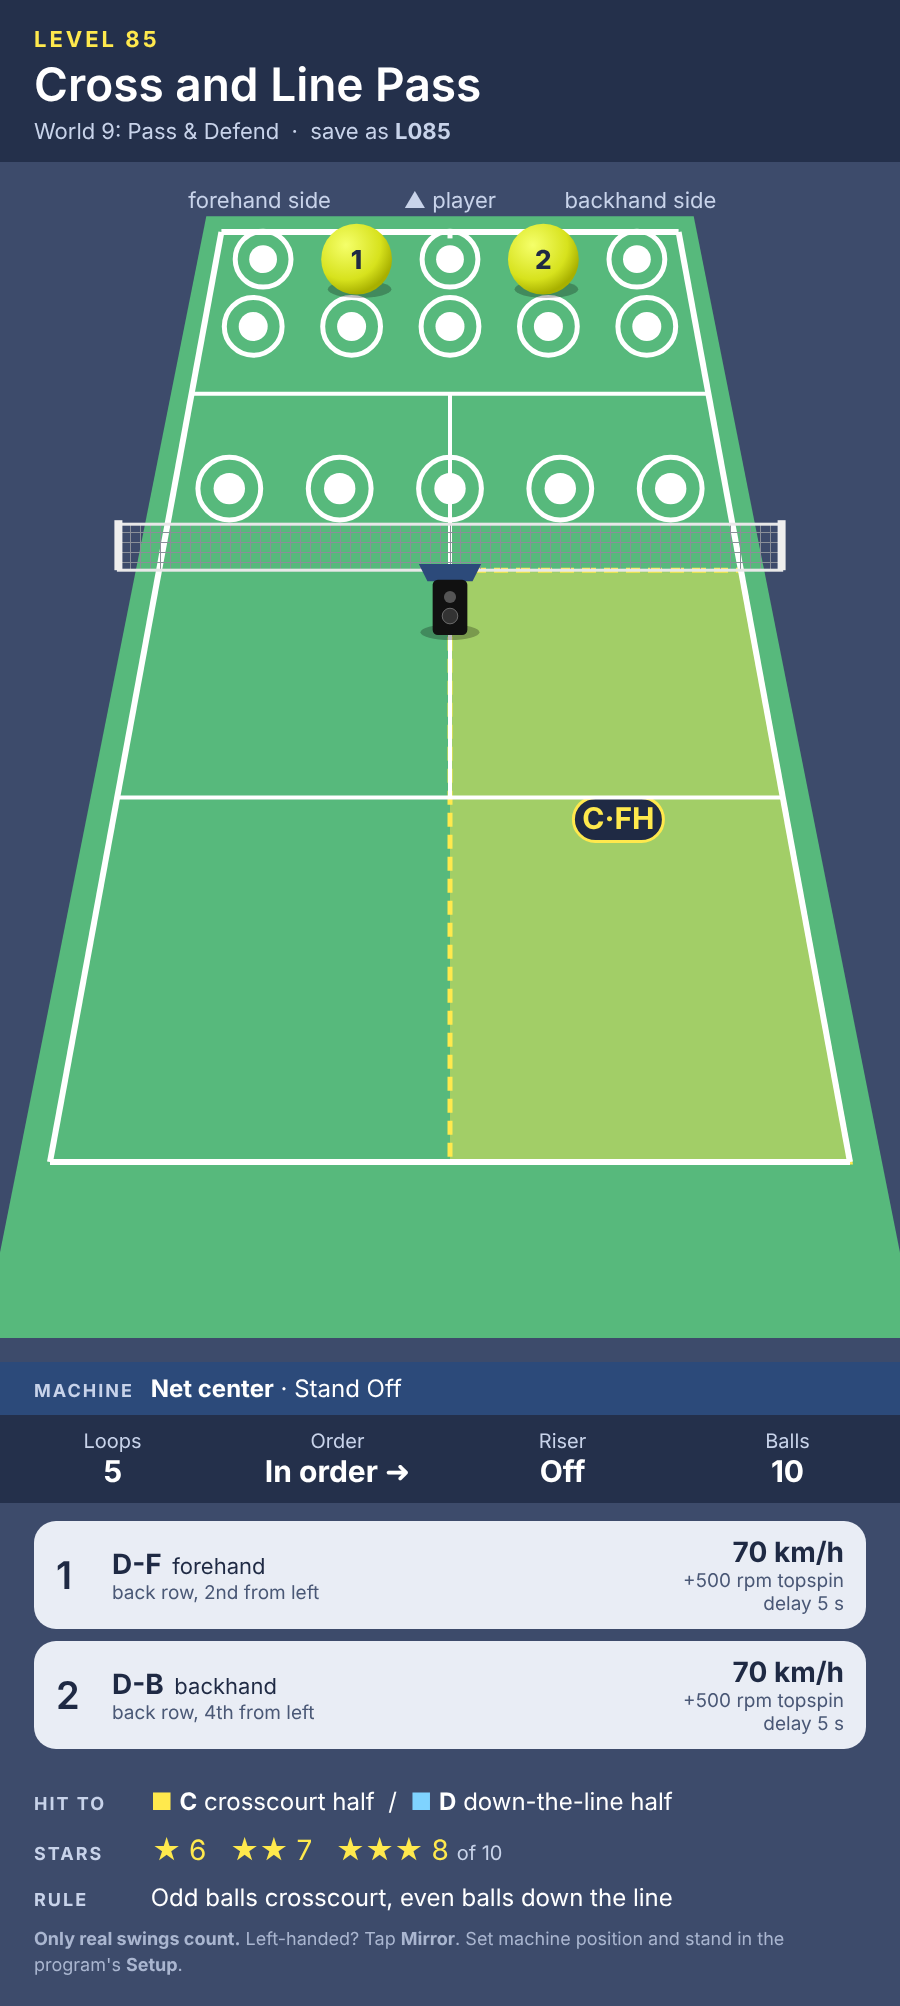 LEVEL 85
Cross and Line Pass
World 9: Pass & Defend · save as L085
forehand side ▲ player backhand side
1 2
C·FH
MACHINE Net center · Stand Off
Loops Order Riser Balls
5 In order → Off 10
1 D-F forehand 70 km/h
back row, 2nd from left +500 rpm topspin
delay 5 s
2 D-B backhand 70 km/h
back row, 4th from left +500 rpm topspin
delay 5 s
HIT TO C crosscourt half / D down-the-line half
STARS ★ 6 ★★ 7 ★★★ 8 of 10
RULE Odd balls crosscourt, even balls down the line
Only real swings count. Left-handed? Tap Mirror. Set machine position and stand in the
program's Setup.